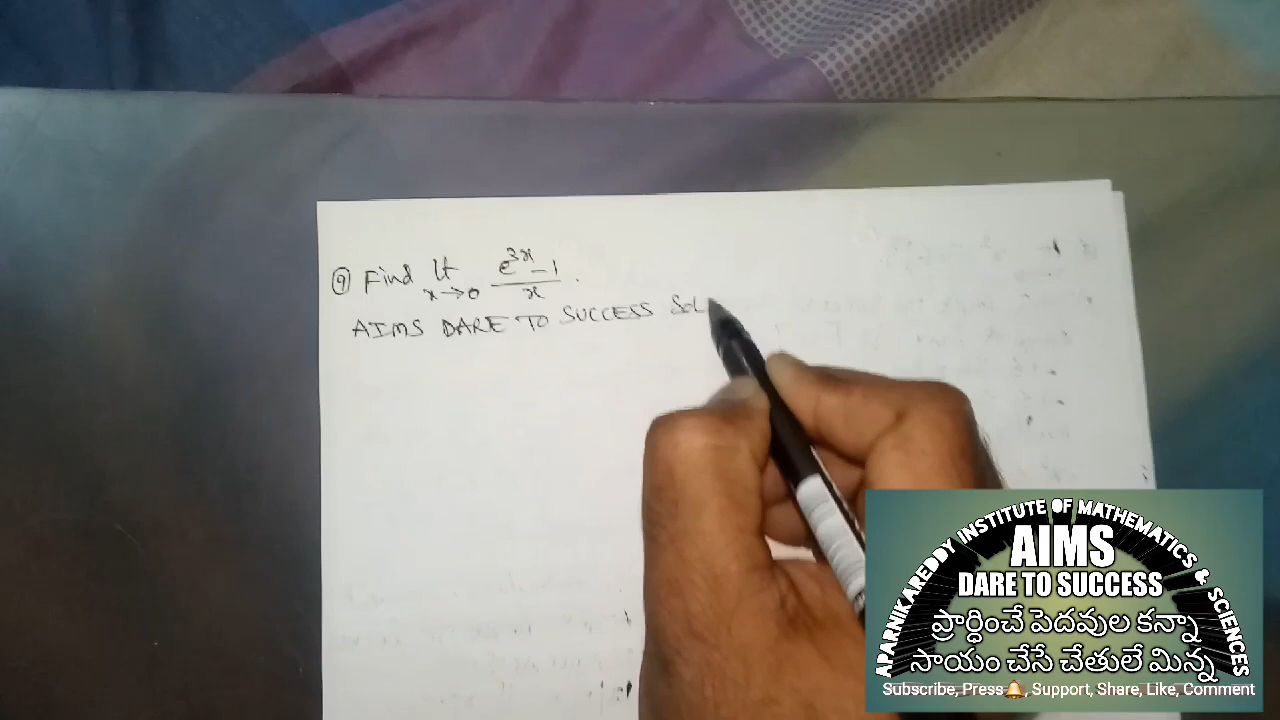 ⑨ Find lt x→0 e^3x - 1 / x .
AIMS DARE TO SUCCESS Sol
APARNIKAREDDY INSTITUTE OF MATHEMATICS & SCIENCES
AIMS
DARE TO SUCCESS
ప్రార్ధించే పెదవుల కన్నా
సాయం చేసే చేతులే మిన్న
Subscribe, Press🔔, Support, Share, Like, Comment